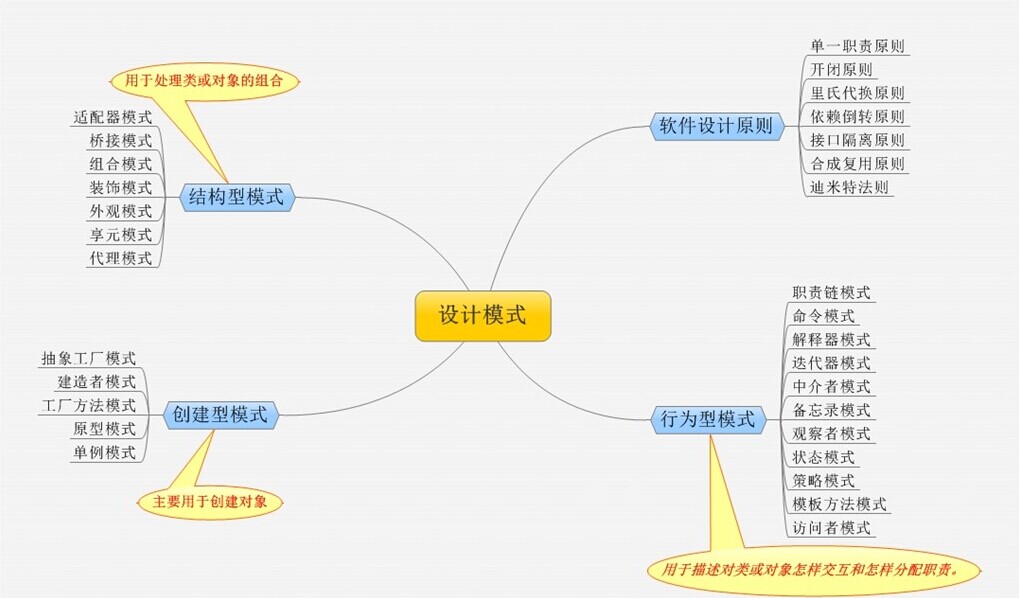 设计模式
软件设计原则
单一职责原则
开闭原则
里氏代换原则
依赖倒转原则
接口隔离原则
合成复用原则
迪米特法则
用于处理类或对象的组合
结构型模式
适配器模式
桥接模式
组合模式
装饰模式
外观模式
享元模式
代理模式
创建型模式
抽象工厂模式
建造者模式
工厂方法模式
原型模式
单例模式
主要用于创建对象
行为型模式
职责链模式
命令模式
解释器模式
迭代器模式
中介者模式
备忘录模式
观察者模式
状态模式
策略模式
模板方法模式
访问者模式
用于描述对类或对象怎样交互和怎样分配职责。